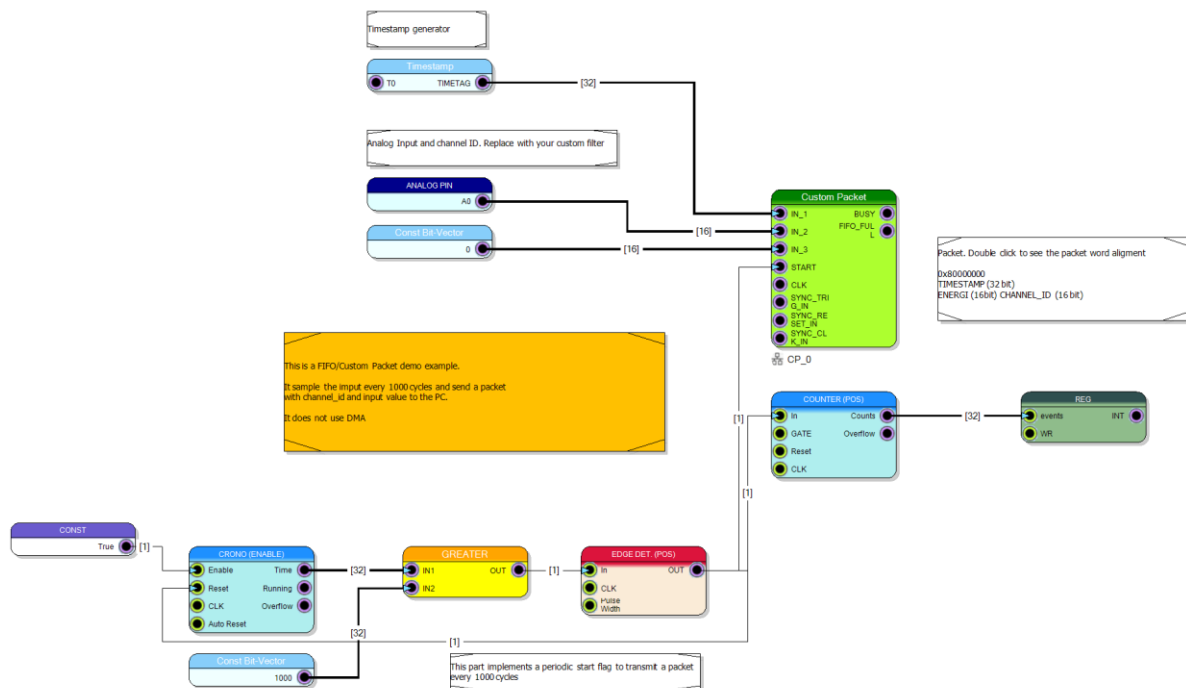 Timestamp generator
Timestamp
T0 TIMETAG
[32]
Analog Input and channel ID. Replace with your custom filter
ANALOG PIN
A0
[16]
Const Bit-Vector
0
[16]
Custom Packet
IN_1 BUSY
IN_2 FIFO_FUL
L
IN_3
START
CLK
SYNC_TRI
G_IN
SYNC_RE
SET_IN
SYNC_CL
K_IN
CP_0
Packet. Double click to see the packet word aligment
0x80000000
TIMESTAMP (32 bit)
ENERGI (16bit) CHANNEL_ID (16 bit)
This is a FIFO/Custom Packet demo example.
It sample the imput every 1000 cycles and send a packet
with channel_id and input value to the PC.
It does not use DMA
[1]
COUNTER (POS)
In Counts
GATE Overflow
Reset
CLK
[32]
REG
events INT
WR
[1]
CONST
True
[1]
CRONO (ENABLE)
Enable Time
Reset Running
CLK Overflow
Auto Reset
[32]
GREATER
IN1 OUT
IN2
[1]
EDGE DET. (POS)
In OUT
CLK
Pulse
Width
[32]
[1]
Const Bit-Vector
1000
This part implements a periodic start flag to transmit a packet
every 1000 cycles